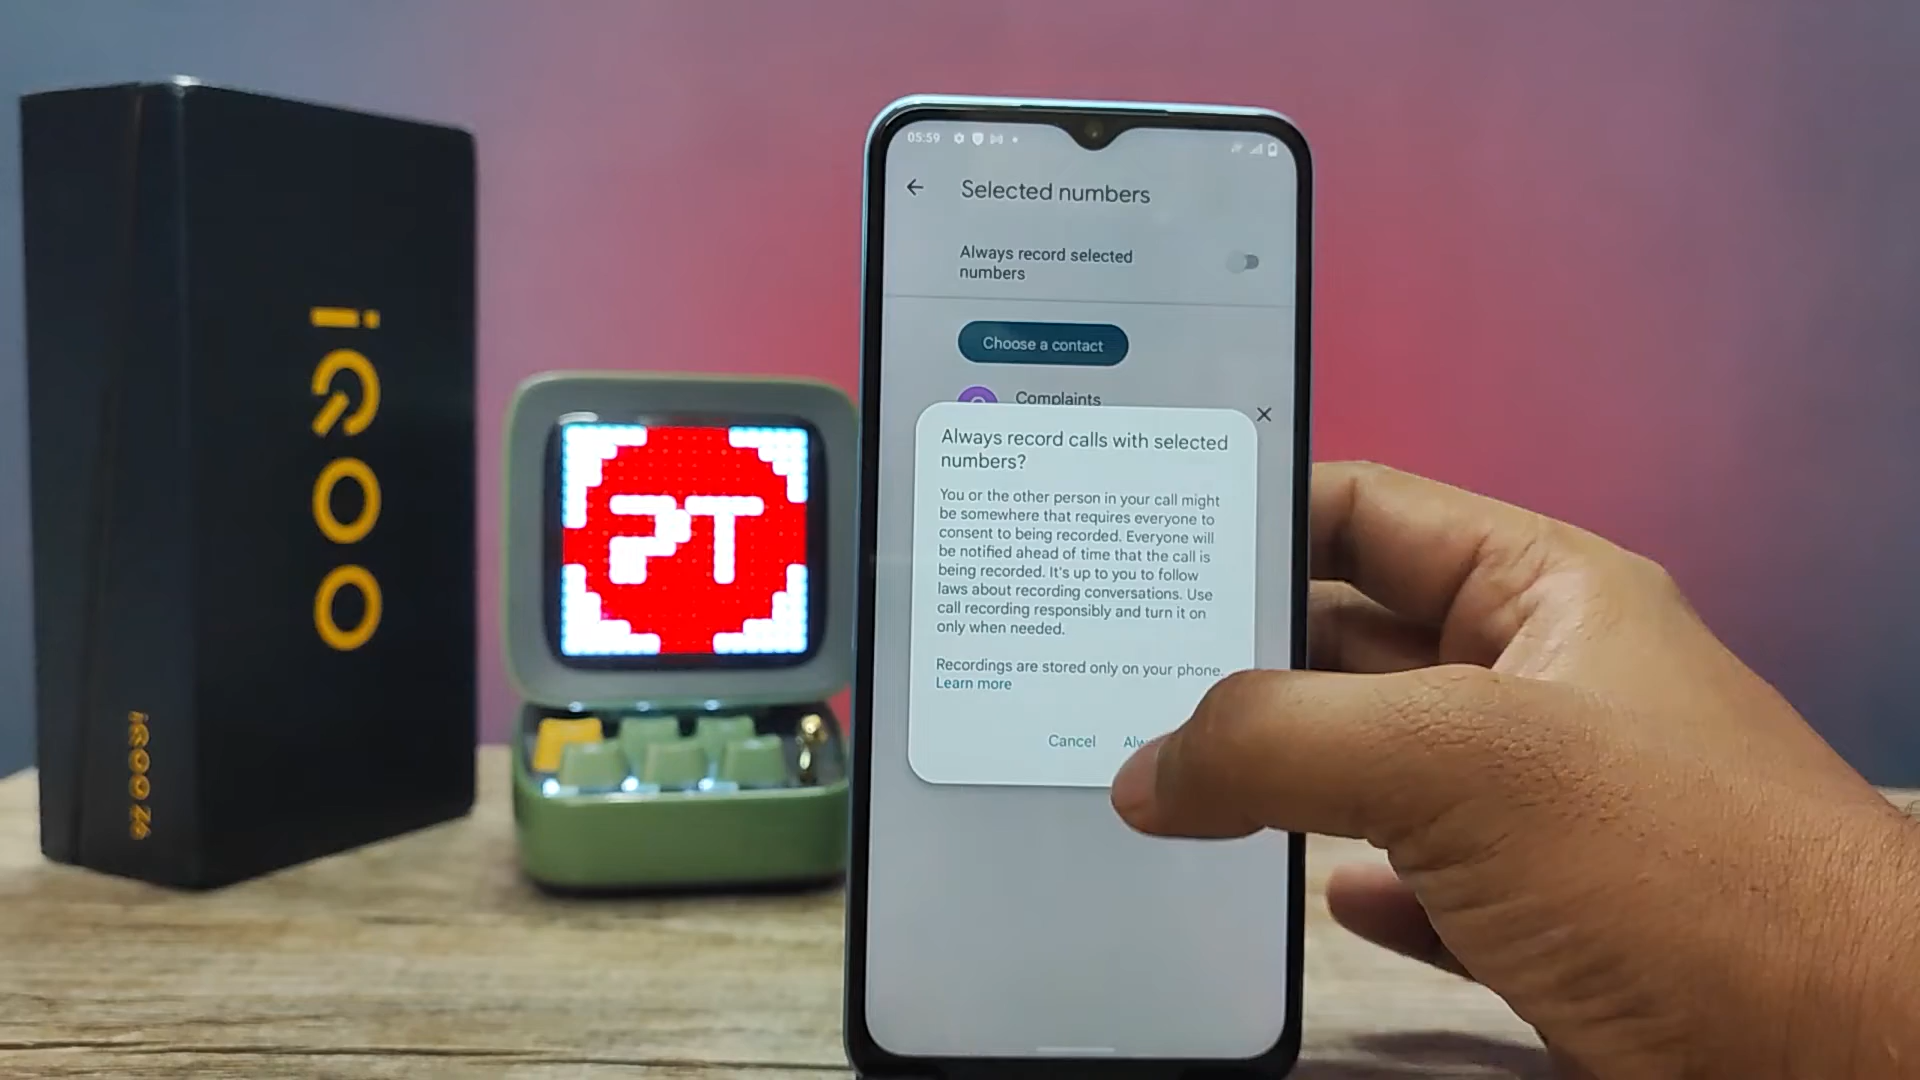 iQOO
iQOO Z6
PT
05:59
Selected numbers
Always record selected
numbers
Choose a contact
Complaints
Always record calls with selected
numbers?
You or the other person in your call might
be somewhere that requires everyone to
consent to being recorded. Everyone will
be notified ahead of time that the call is
being recorded. It's up to you to follow
laws about recording conversations. Use
call recording responsibly and turn it on
only when needed.
Recordings are stored only on your phone.
Learn more
Cancel